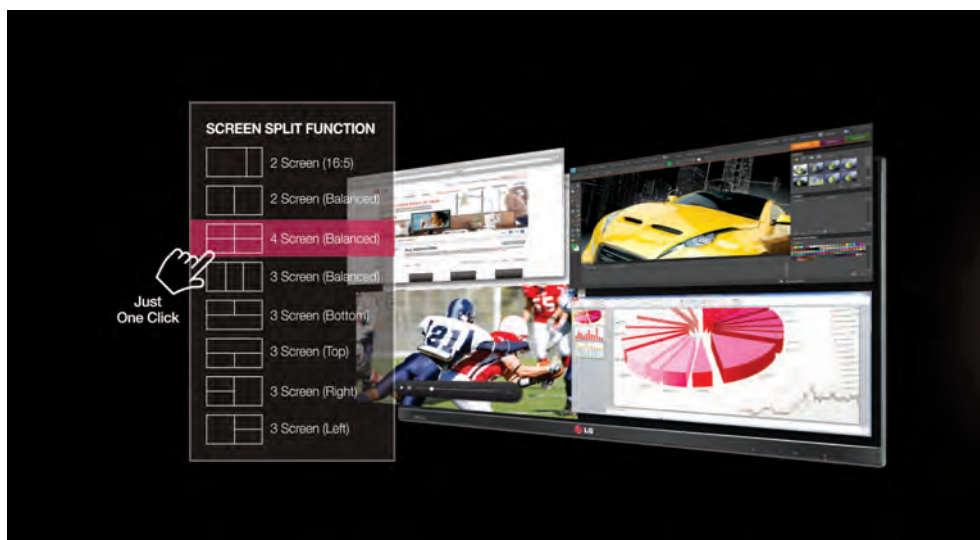 SCREEN SPLIT FUNCTION
2 Screen (16:5)
2 Screen (Balanced)
4 Screen (Balanced)
3 Screen (Balanced)
3 Screen (Bottom)
3 Screen (Top)
3 Screen (Right)
3 Screen (Left)
Just
One Click
21
LG